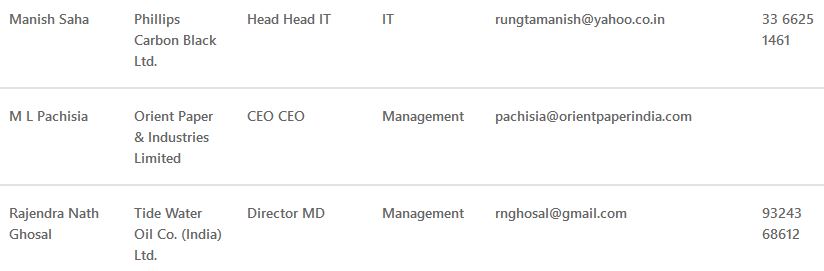 Manish Saha Phillips Head Head IT IT rungtamanish@yahoo.co.in 33 6625
Carbon Black 1461
Ltd.
M L Pachisia Orient Paper CEO CEO Management pachisia@orientpaperindia.com
& Industries
Limited
Rajendra Nath Tide Water Director MD Management rnghosal@gmail.com 93243
Ghosal Oil Co. (India) 68612
Ltd.